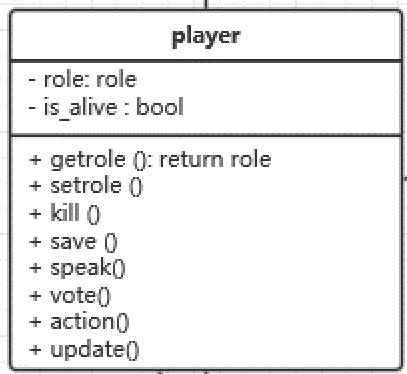 player
- role: role
- is_alive : bool
+ getrole (): return role
+ setrole ()
+ kill ()
+ save ()
+ speak()
+ vote()
+ action()
+ update()